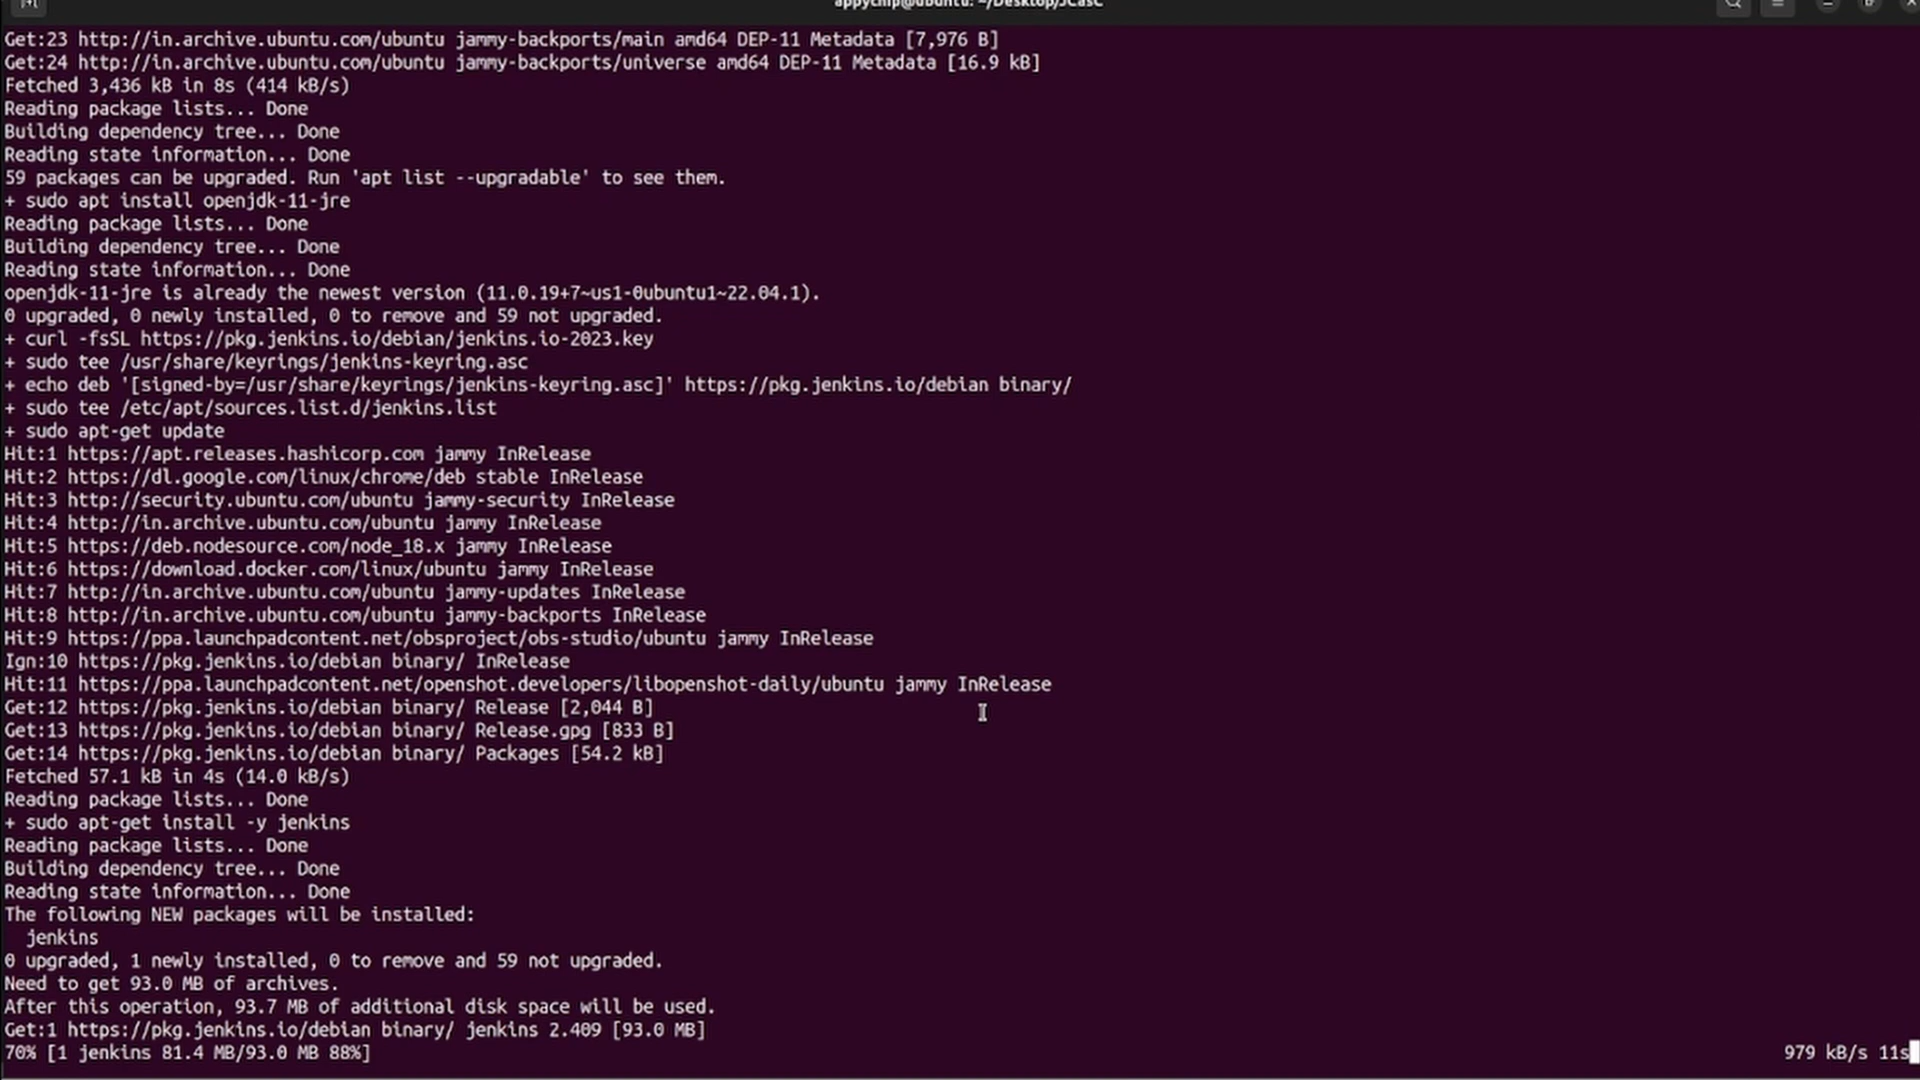 appychip@ubuntu: ~/Desktop/JCasC
Get:23 http://in.archive.ubuntu.com/ubuntu jammy-backports/main amd64 DEP-11 Metadata [7,976 B]
Get:24 http://in.archive.ubuntu.com/ubuntu jammy-backports/universe amd64 DEP-11 Metadata [16.9 kB]
Fetched 3,436 kB in 8s (414 kB/s)
Reading package lists... Done
Building dependency tree... Done
Reading state information... Done
59 packages can be upgraded. Run 'apt list --upgradable' to see them.
+ sudo apt install openjdk-11-jre
Reading package lists... Done
Building dependency tree... Done
Reading state information... Done
openjdk-11-jre is already the newest version (11.0.19+7~us1-0ubuntu1~22.04.1).
0 upgraded, 0 newly installed, 0 to remove and 59 not upgraded.
+ curl -fsSL https://pkg.jenkins.io/debian/jenkins.io-2023.key
+ sudo tee /usr/share/keyrings/jenkins-keyring.asc
+ echo deb '[signed-by=/usr/share/keyrings/jenkins-keyring.asc]' https://pkg.jenkins.io/debian binary/
+ sudo tee /etc/apt/sources.list.d/jenkins.list
+ sudo apt-get update
Hit:1 https://apt.releases.hashicorp.com jammy InRelease
Hit:2 https://dl.google.com/linux/chrome/deb stable InRelease
Hit:3 http://security.ubuntu.com/ubuntu jammy-security InRelease
Hit:4 http://in.archive.ubuntu.com/ubuntu jammy InRelease
Hit:5 https://deb.nodesource.com/node_18.x jammy InRelease
Hit:6 https://download.docker.com/linux/ubuntu jammy InRelease
Hit:7 http://in.archive.ubuntu.com/ubuntu jammy-updates InRelease
Hit:8 http://in.archive.ubuntu.com/ubuntu jammy-backports InRelease
Hit:9 https://ppa.launchpadcontent.net/obsproject/obs-studio/ubuntu jammy InRelease
Ign:10 https://pkg.jenkins.io/debian binary/ InRelease
Hit:11 https://ppa.launchpadcontent.net/openshot.developers/libopenshot-daily/ubuntu jammy InRelease
Get:12 https://pkg.jenkins.io/debian binary/ Release [2,044 B]
Get:13 https://pkg.jenkins.io/debian binary/ Release.gpg [833 B]
Get:14 https://pkg.jenkins.io/debian binary/ Packages [54.2 kB]
Fetched 57.1 kB in 4s (14.0 kB/s)
Reading package lists... Done
+ sudo apt-get install -y jenkins
Reading package lists... Done
Building dependency tree... Done
Reading state information... Done
The following NEW packages will be installed:
jenkins
0 upgraded, 1 newly installed, 0 to remove and 59 not upgraded.
Need to get 93.0 MB of archives.
After this operation, 93.7 MB of additional disk space will be used.
Get:1 https://pkg.jenkins.io/debian binary/ jenkins 2.409 [93.0 MB]
70% [1 jenkins 81.4 MB/93.0 MB 88%] 979 kB/s 11s